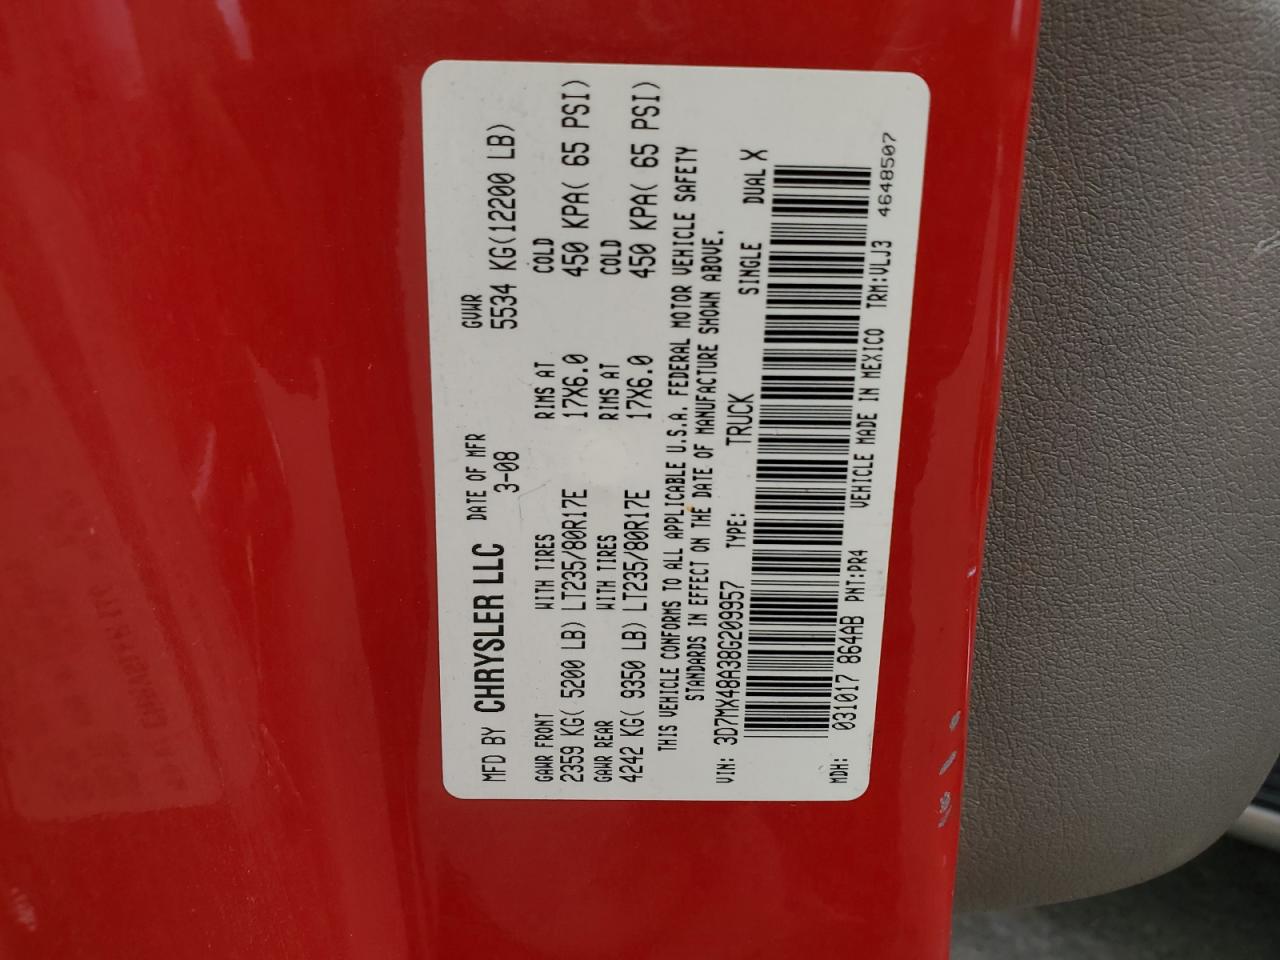 MFD BY CHRYSLER LLC DATE OF MFR 3-08 GVWR 5534 KG(12200 LB)
GAWR FRONT WITH TIRES RIMS AT COLD
2359 KG( 5200 LB) LT235/80R17E 17X6.0 450 KPA( 65 PSI)
GAWR REAR WITH TIRES RIMS AT COLD
4242 KG( 9350 LB) LT235/80R17E 17X6.0 450 KPA( 65 PSI)
THIS VEHICLE CONFORMS TO ALL APPLICABLE U.S.A. FEDERAL MOTOR VEHICLE SAFETY
STANDARDS IN EFFECT ON THE DATE OF MANUFACTURE SHOWN ABOVE.
VIN: 3D7MX48A38G209957 TYPE: TRUCK SINGLE DUAL X
MDH: 031017 864AB PNT:PR4 VEHICLE MADE IN MEXICO TRM:VLJ3 4648507